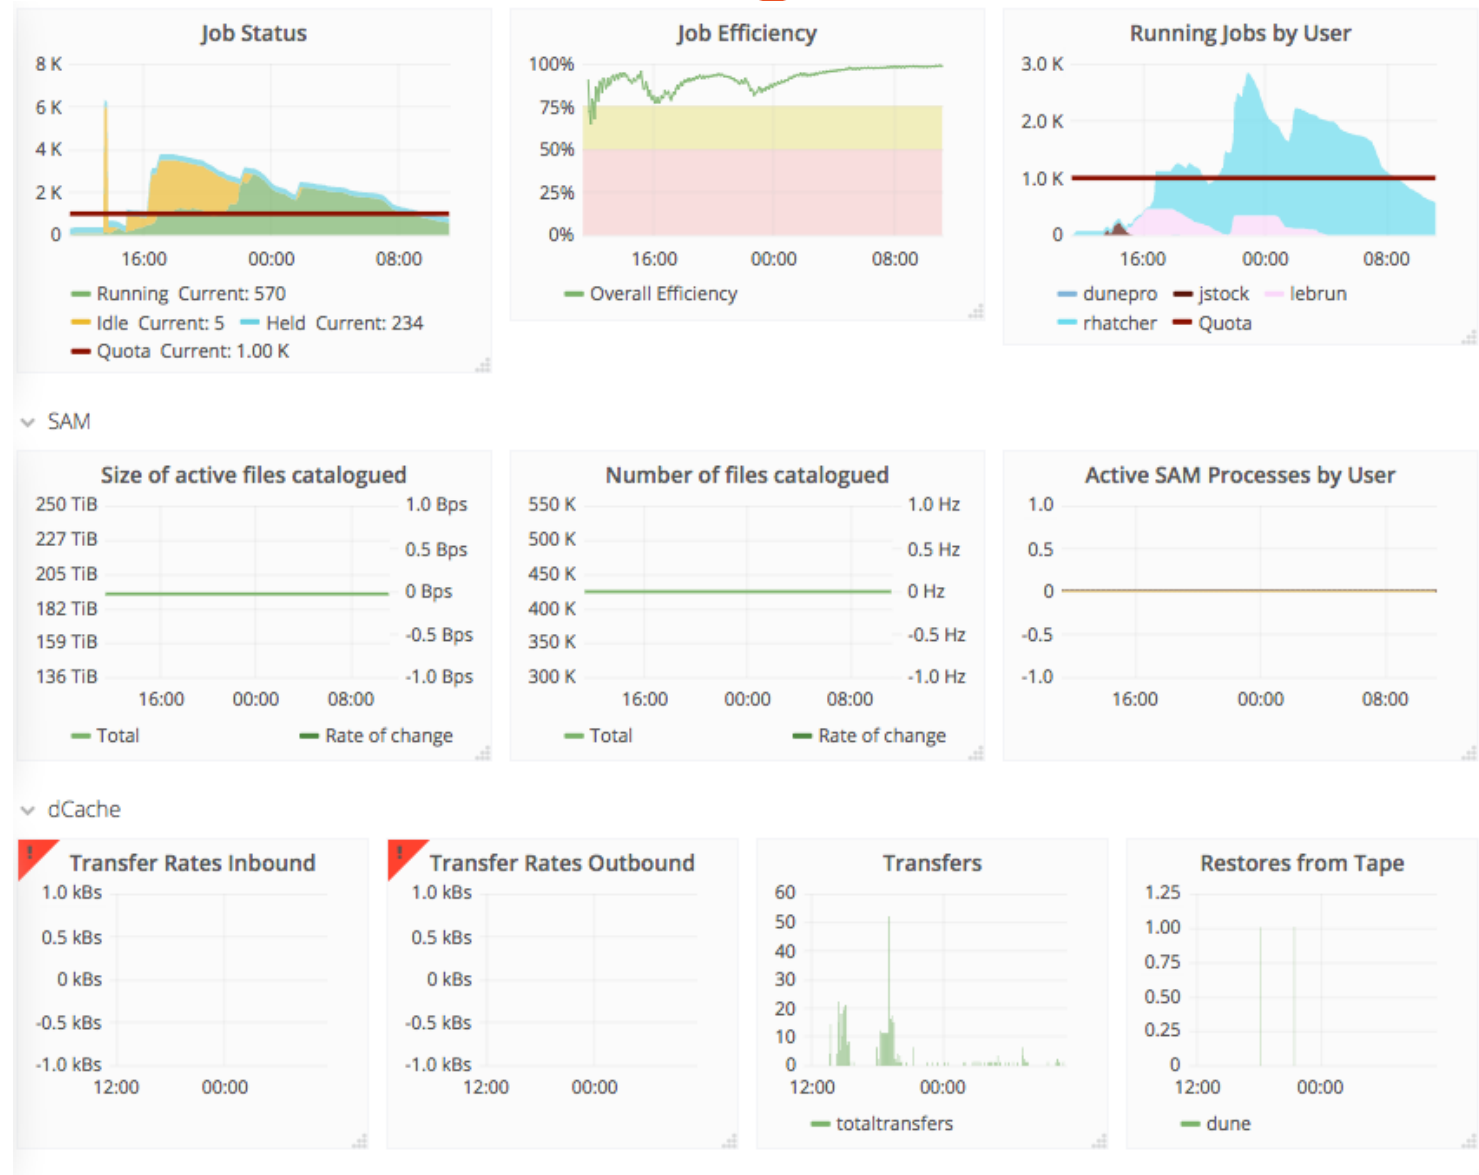 Job Status
8 K
6 K
4 K
2 K
0
16:00 00:00 08:00
Running Current: 570
Idle Current: 5 Held Current: 234
Quota Current: 1.00 K
Job Efficiency
100%
75%
50%
25%
0%
16:00 00:00 08:00
Overall Efficiency
Running Jobs by User
3.0 K
2.0 K
1.0 K
0
16:00 00:00 08:00
dunepro jstock lebrun
rhatcher Quota
SAM
Size of active files catalogued
250 TiB 1.0 Bps
227 TiB
0.5 Bps
205 TiB
0 Bps
182 TiB
159 TiB -0.5 Bps
136 TiB -1.0 Bps
16:00 00:00 08:00
Total Rate of change
Number of files catalogued
550 K 1.0 Hz
500 K
0.5 Hz
450 K
0 Hz
400 K
350 K -0.5 Hz
300 K -1.0 Hz
16:00 00:00 08:00
Total Rate of change
Active SAM Processes by User
1.0
0.5
0
-0.5
-1.0
16:00 00:00 08:00
dCache
!
Transfer Rates Inbound
1.0 kBs
0.5 kBs
0 kBs
-0.5 kBs
-1.0 kBs
12:00 00:00
!
Transfer Rates Outbound
1.0 kBs
0.5 kBs
0 kBs
-0.5 kBs
-1.0 kBs
12:00 00:00
Transfers
60
50
40
30
20
10
0
12:00 00:00
totaltransfers
Restores from Tape
1.25
1.00
0.75
0.50
0.25
0
12:00 00:00
dune